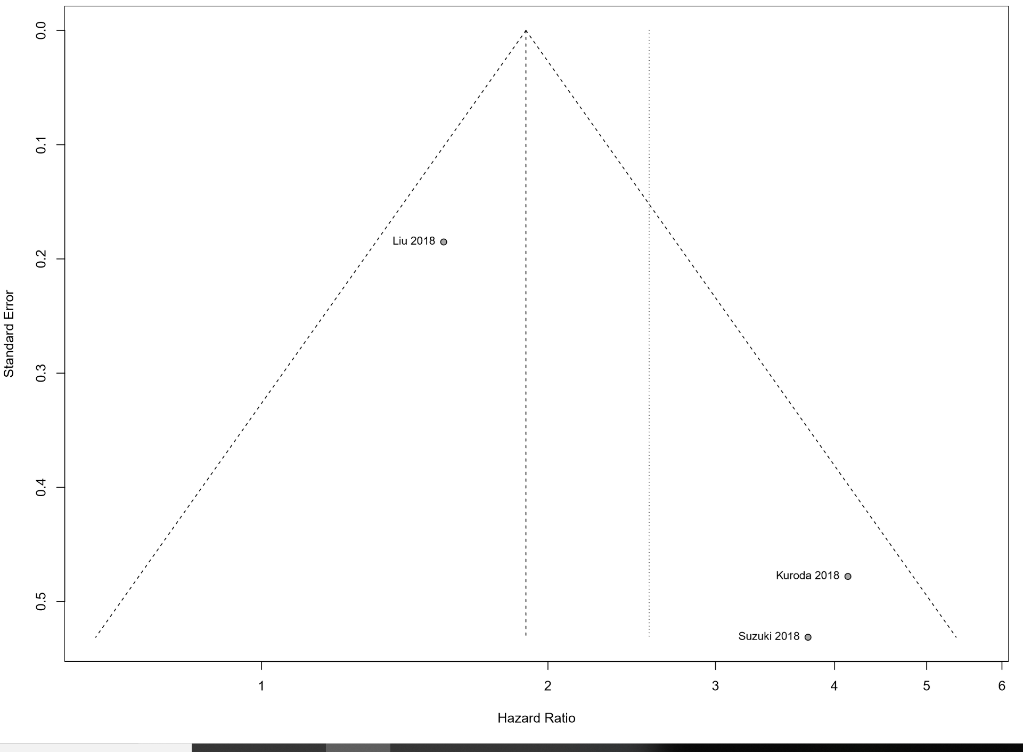 0.0
0.1
0.2
0.3
0.4
0.5
Standard Error
Liu 2018
Kuroda 2018
Suzuki 2018
1 2 3 4 5 6
Hazard Ratio